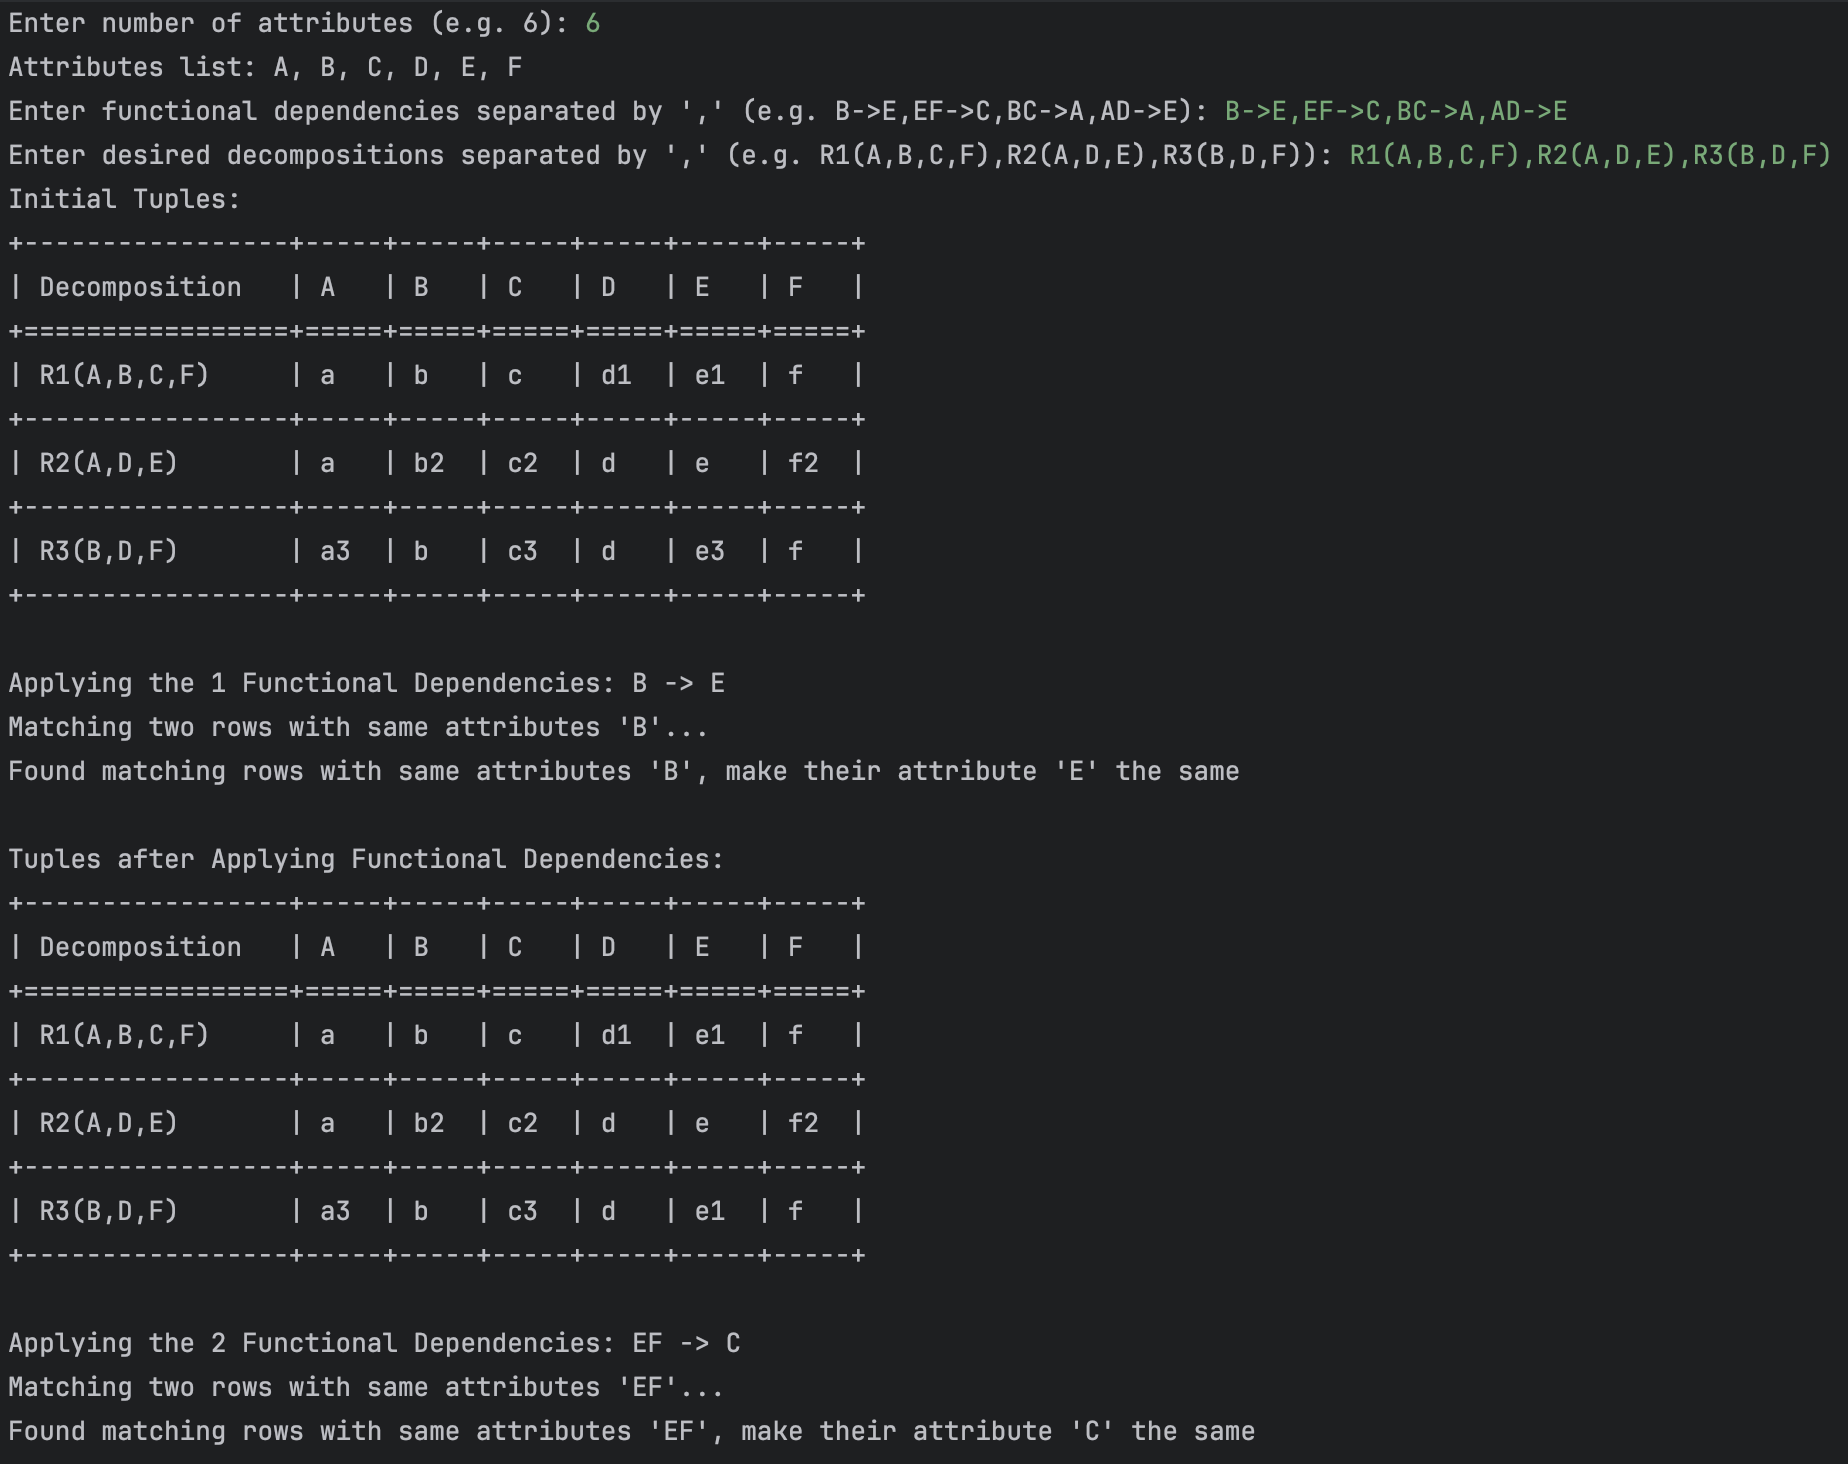 Enter number of attributes (e.g. 6): 6
Attributes list: A, B, C, D, E, F
Enter functional dependencies separated by ',' (e.g. B->E,EF->C,BC->A,AD->E): B->E,EF->C,BC->A,AD->E
Enter desired decompositions separated by ',' (e.g. R1(A,B,C,F),R2(A,D,E),R3(B,D,F)): R1(A,B,C,F),R2(A,D,E),R3(B,D,F)
Initial Tuples:
+-----------------+-----+-----+-----+-----+-----+-----+
| Decomposition   | A   | B   | C   | D   | E   | F   |
+=================+=====+=====+=====+=====+=====+=====+
| R1(A,B,C,F)     | a   | b   | c   | d1  | e1  | f   |
+-----------------+-----+-----+-----+-----+-----+-----+
| R2(A,D,E)       | a   | b2  | c2  | d   | e   | f2  |
+-----------------+-----+-----+-----+-----+-----+-----+
| R3(B,D,F)       | a3  | b   | c3  | d   | e3  | f   |
+-----------------+-----+-----+-----+-----+-----+-----+
Applying the 1 Functional Dependencies: B -> E
Matching two rows with same attributes 'B'...
Found matching rows with same attributes 'B', make their attribute 'E' the same
Tuples after Applying Functional Dependencies:
+-----------------+-----+-----+-----+-----+-----+-----+
| Decomposition   | A   | B   | C   | D   | E   | F   |
+=================+=====+=====+=====+=====+=====+=====+
| R1(A,B,C,F)     | a   | b   | c   | d1  | e1  | f   |
+-----------------+-----+-----+-----+-----+-----+-----+
| R2(A,D,E)       | a   | b2  | c2  | d   | e   | f2  |
+-----------------+-----+-----+-----+-----+-----+-----+
| R3(B,D,F)       | a3  | b   | c3  | d   | e1  | f   |
+-----------------+-----+-----+-----+-----+-----+-----+
Applying the 2 Functional Dependencies: EF -> C
Matching two rows with same attributes 'EF'...
Found matching rows with same attributes 'EF', make their attribute 'C' the same